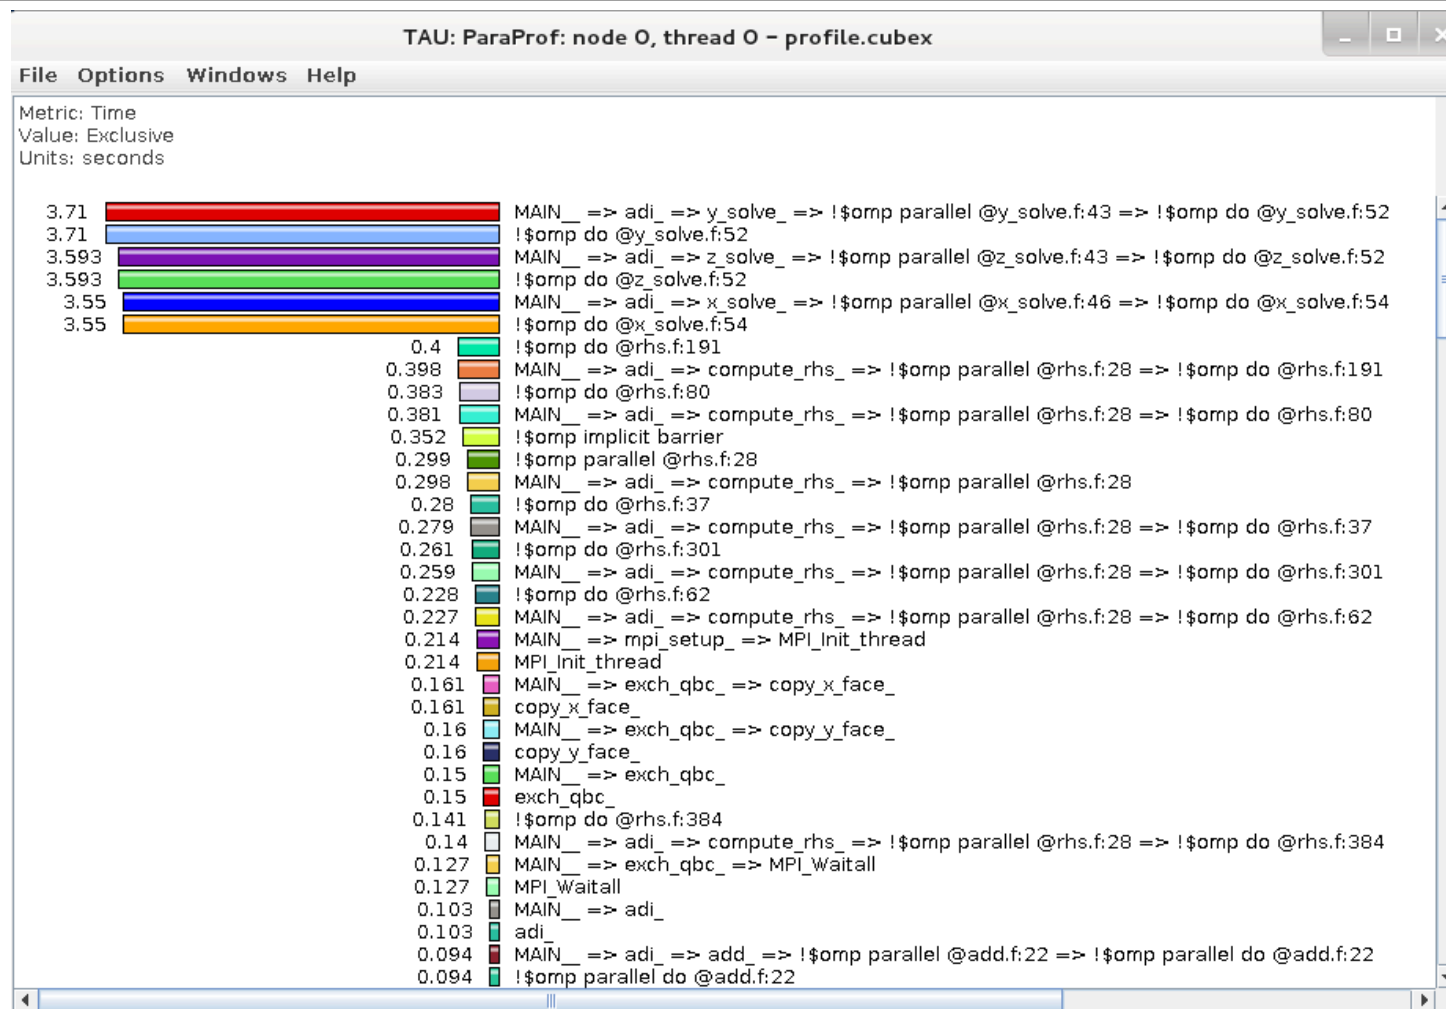 TAU: ParaProf: node 0, thread 0 – profile.cubex
File Options Windows Help
Metric: Time
Value: Exclusive
Units: seconds
3.71 MAIN__ => adi_ => y_solve_ => !$omp parallel @y_solve.f:43 => !$omp do @y_solve.f:52
3.71 !$omp do @y_solve.f:52
3.593 MAIN__ => adi_ => z_solve_ => !$omp parallel @z_solve.f:43 => !$omp do @z_solve.f:52
3.593 !$omp do @z_solve.f:52
3.55 MAIN__ => adi_ => x_solve_ => !$omp parallel @x_solve.f:46 => !$omp do @x_solve.f:54
3.55 !$omp do @x_solve.f:54
0.4 !$omp do @rhs.f:191
0.398 MAIN__ => adi_ => compute_rhs_ => !$omp parallel @rhs.f:28 => !$omp do @rhs.f:191
0.383 !$omp do @rhs.f:80
0.381 MAIN__ => adi_ => compute_rhs_ => !$omp parallel @rhs.f:28 => !$omp do @rhs.f:80
0.352 !$omp implicit barrier
0.299 !$omp parallel @rhs.f:28
0.298 MAIN__ => adi_ => compute_rhs_ => !$omp parallel @rhs.f:28
0.28 !$omp do @rhs.f:37
0.279 MAIN__ => adi_ => compute_rhs_ => !$omp parallel @rhs.f:28 => !$omp do @rhs.f:37
0.261 !$omp do @rhs.f:301
0.259 MAIN__ => adi_ => compute_rhs_ => !$omp parallel @rhs.f:28 => !$omp do @rhs.f:301
0.228 !$omp do @rhs.f:62
0.227 MAIN__ => adi_ => compute_rhs_ => !$omp parallel @rhs.f:28 => !$omp do @rhs.f:62
0.214 MAIN__ => mpi_setup_ => MPI_Init_thread
0.214 MPI_Init_thread
0.161 MAIN__ => exch_qbc_ => copy_x_face_
0.161 copy_x_face_
0.16 MAIN__ => exch_qbc_ => copy_y_face_
0.16 copy_y_face_
0.15 MAIN__ => exch_qbc_
0.15 exch_qbc_
0.141 !$omp do @rhs.f:384
0.14 MAIN__ => adi_ => compute_rhs_ => !$omp parallel @rhs.f:28 => !$omp do @rhs.f:384
0.127 MAIN__ => exch_qbc_ => MPI_Waitall
0.127 MPI_Waitall
0.103 MAIN__ => adi_
0.103 adi_
0.094 MAIN__ => adi_ => add_ => !$omp parallel @add.f:22 => !$omp parallel do @add.f:22
0.094 !$omp parallel do @add.f:22